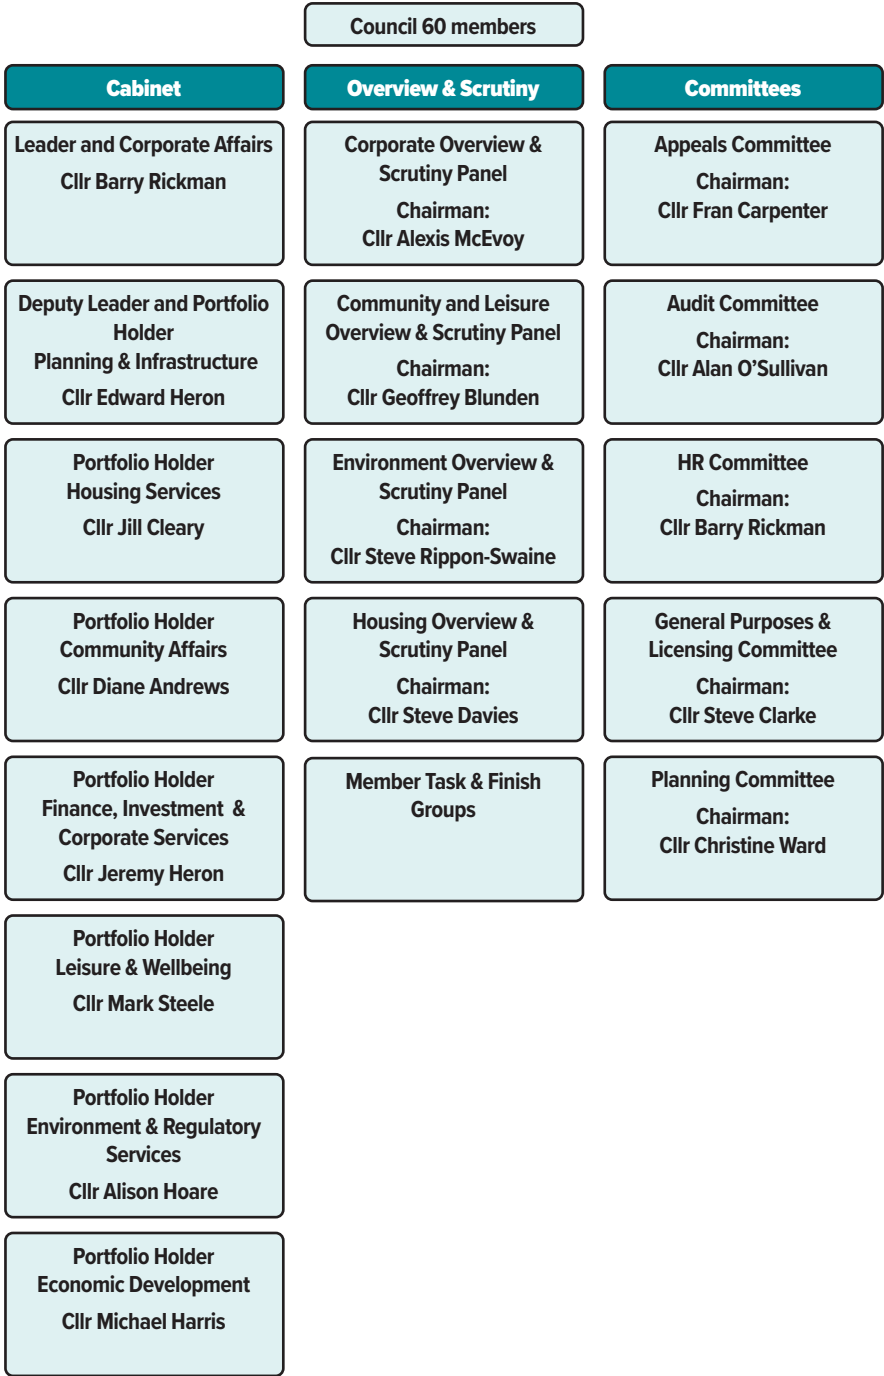 Council 60 members
Cabinet
Leader and Corporate Affairs
Cllr Barry Rickman
Deputy Leader and Portfolio
Holder
Planning & Infrastructure
Cllr Edward Heron
Portfolio Holder
Housing Services
Cllr Jill Cleary
Portfolio Holder
Community Affairs
Cllr Diane Andrews
Portfolio Holder
Finance, Investment &
Corporate Services
Cllr Jeremy Heron
Portfolio Holder
Leisure & Wellbeing
Cllr Mark Steele
Portfolio Holder
Environment & Regulatory
Services
Cllr Alison Hoare
Portfolio Holder
Economic Development
Cllr Michael Harris
Overview & Scrutiny
Corporate Overview &
Scrutiny Panel
Chairman:
Cllr Alexis McEvoy
Community and Leisure
Overview & Scrutiny Panel
Chairman:
Cllr Geoffrey Blunden
Environment Overview &
Scrutiny Panel
Chairman:
Cllr Steve Rippon-Swaine
Housing Overview &
Scrutiny Panel
Chairman:
Cllr Steve Davies
Member Task & Finish
Groups
Committees
Appeals Committee
Chairman:
Cllr Fran Carpenter
Audit Committee
Chairman:
Cllr Alan O’Sullivan
HR Committee
Chairman:
Cllr Barry Rickman
General Purposes &
Licensing Committee
Chairman:
Cllr Steve Clarke
Planning Committee
Chairman:
Cllr Christine Ward